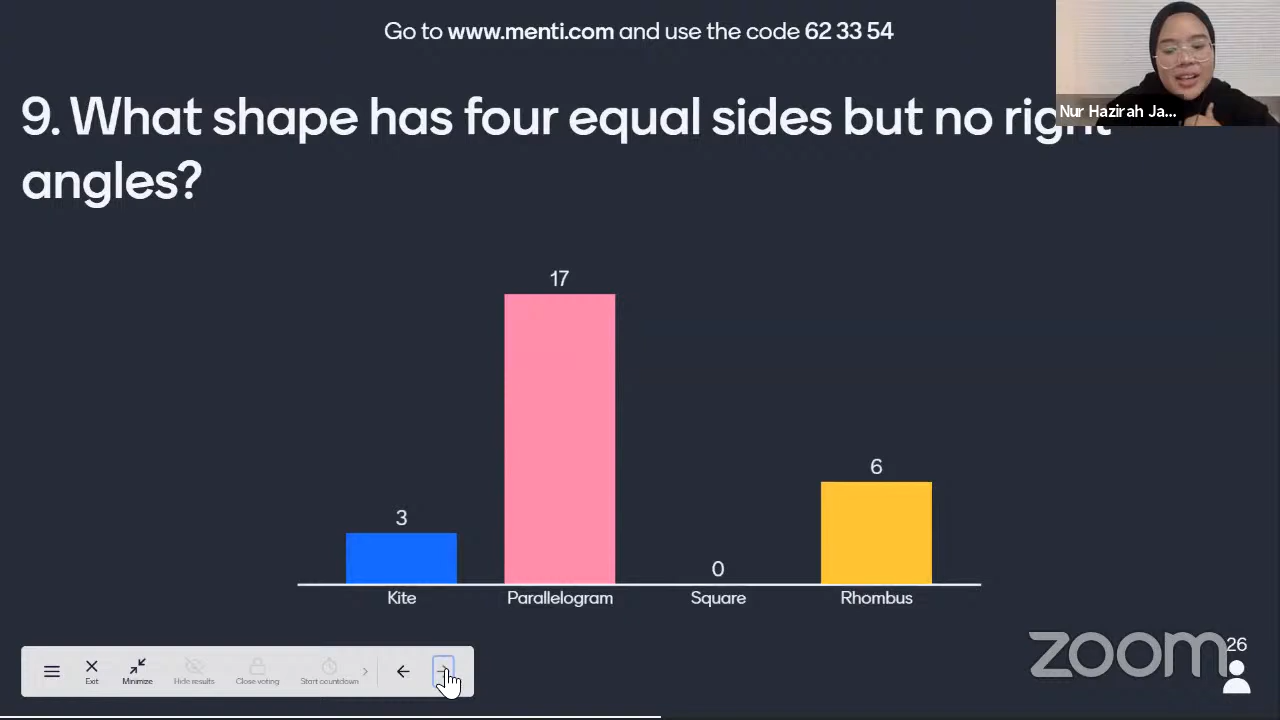 Go to www.menti.com and use the code 62 33 54
Nur Hazirah Ja...
9. What shape has four equal sides but no right
angles?
17
6
3
0
Kite
Parallelogram
Square
Rhombus
zoom
26
Exit
Minimize
Hide results
Close voting
Start countdown